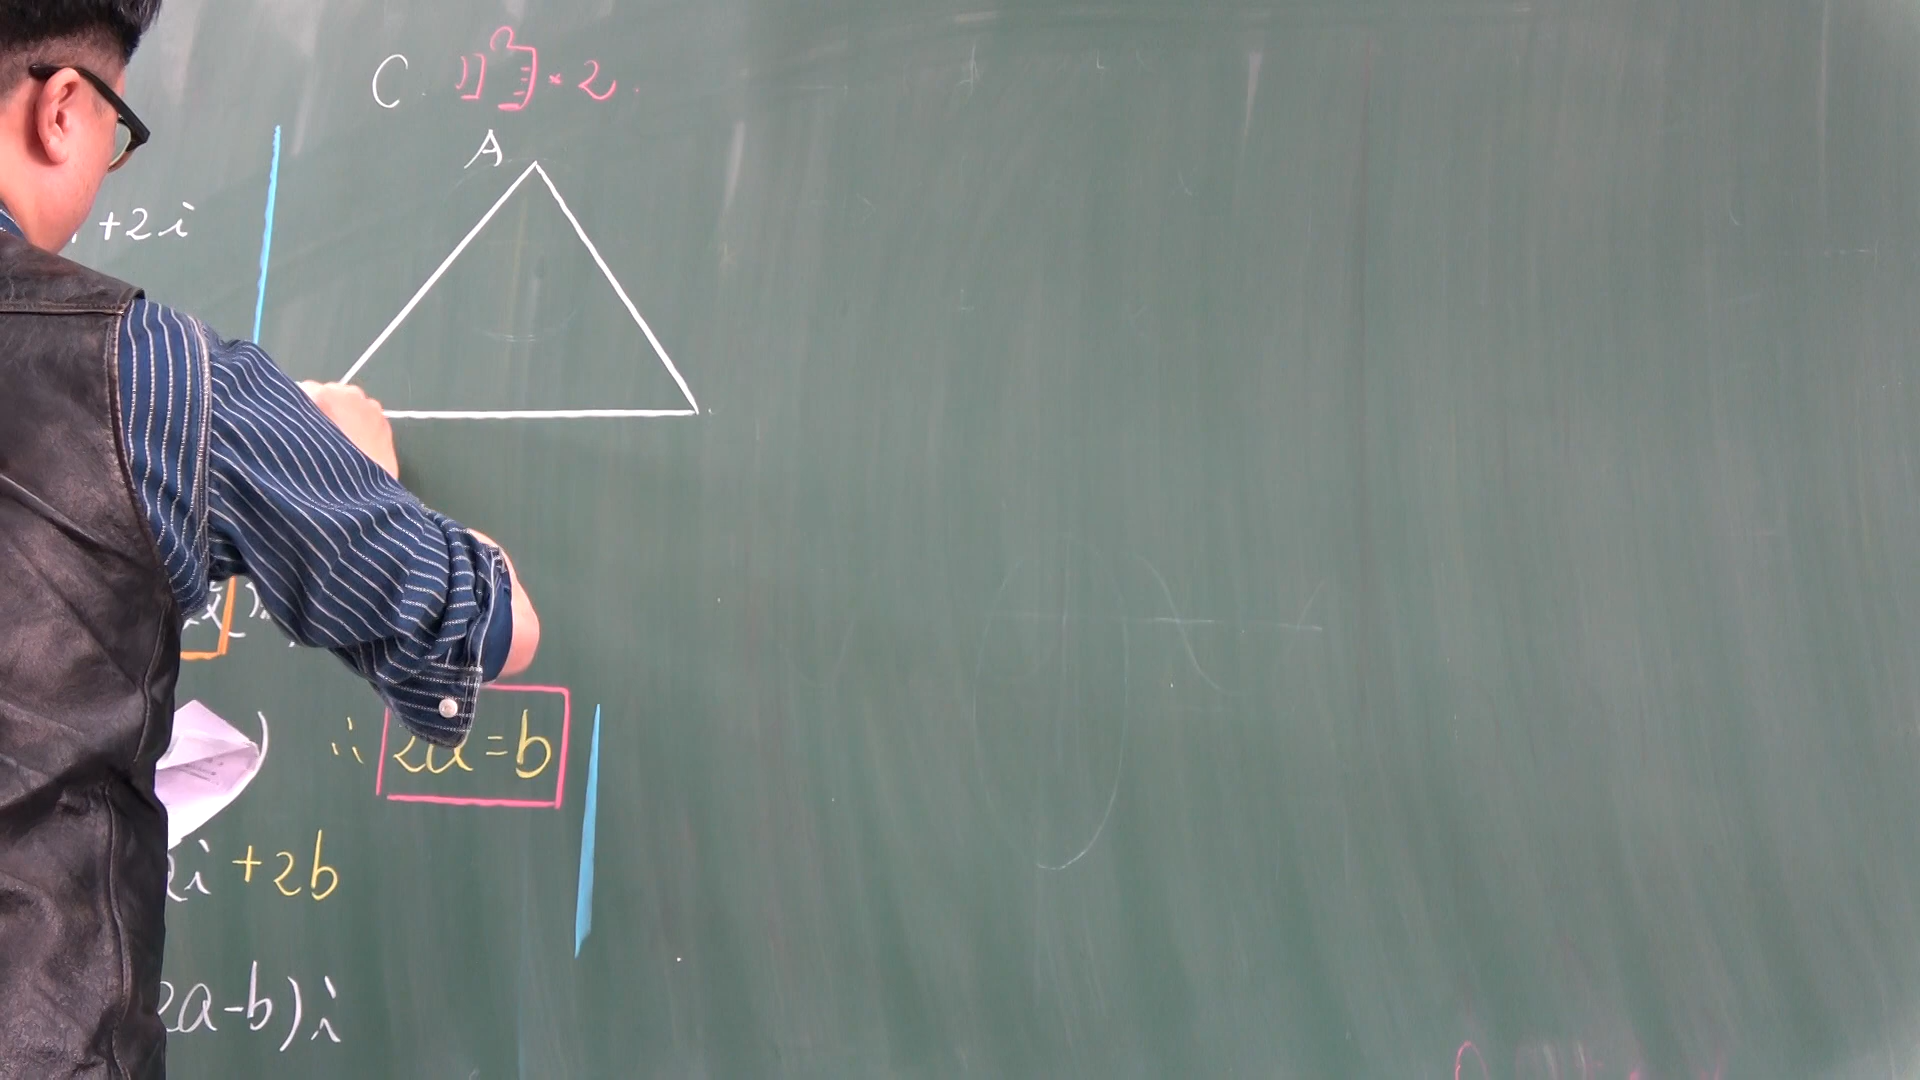 C. × 2.
A
+2i
∴ 2a=b
i +2b
2a-b)i